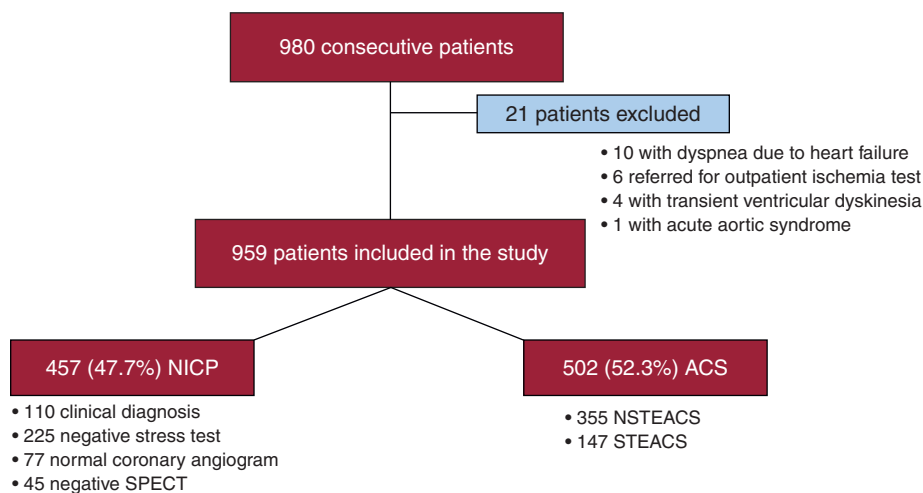 980 consecutive patients
21 patients excluded
• 10 with dyspnea due to heart failure
• 6 referred for outpatient ischemia test
• 4 with transient ventricular dyskinesia
• 1 with acute aortic syndrome
959 patients included in the study
457 (47.7%) NICP
• 110 clinical diagnosis
• 225 negative stress test
• 77 normal coronary angiogram
• 45 negative SPECT
502 (52.3%) ACS
• 355 NSTEACS
• 147 STEACS